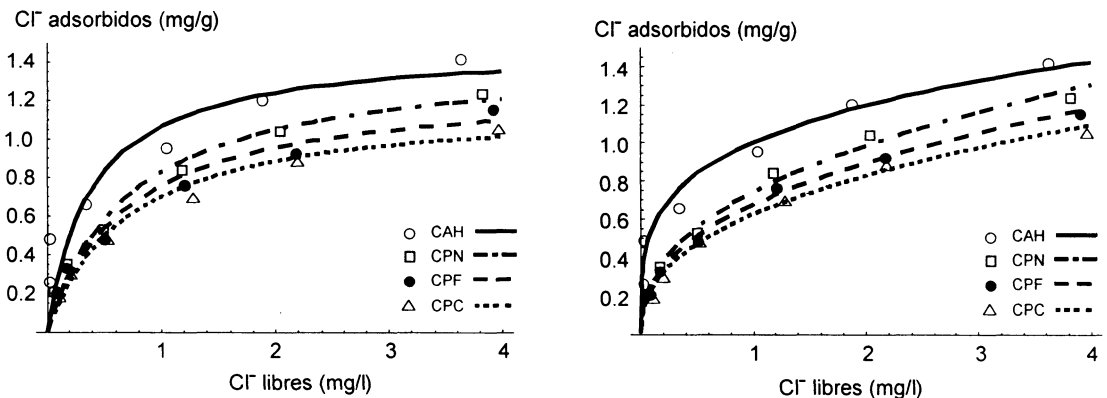 Cl⁻ adsorbidos (mg/g)
1.4
1.2
1.0
0.8
0.6
0.4
0.2
CAH
CPN
CPF
CPC
1 2 3 4
Cl⁻ libres (mg/l)
Cl⁻ adsorbidos (mg/g)
1.4
1.2
1.0
0.8
0.6
0.4
0.2
CAH
CPN
CPF
CPC
1 2 3 4
Cl⁻ libres (mg/l)